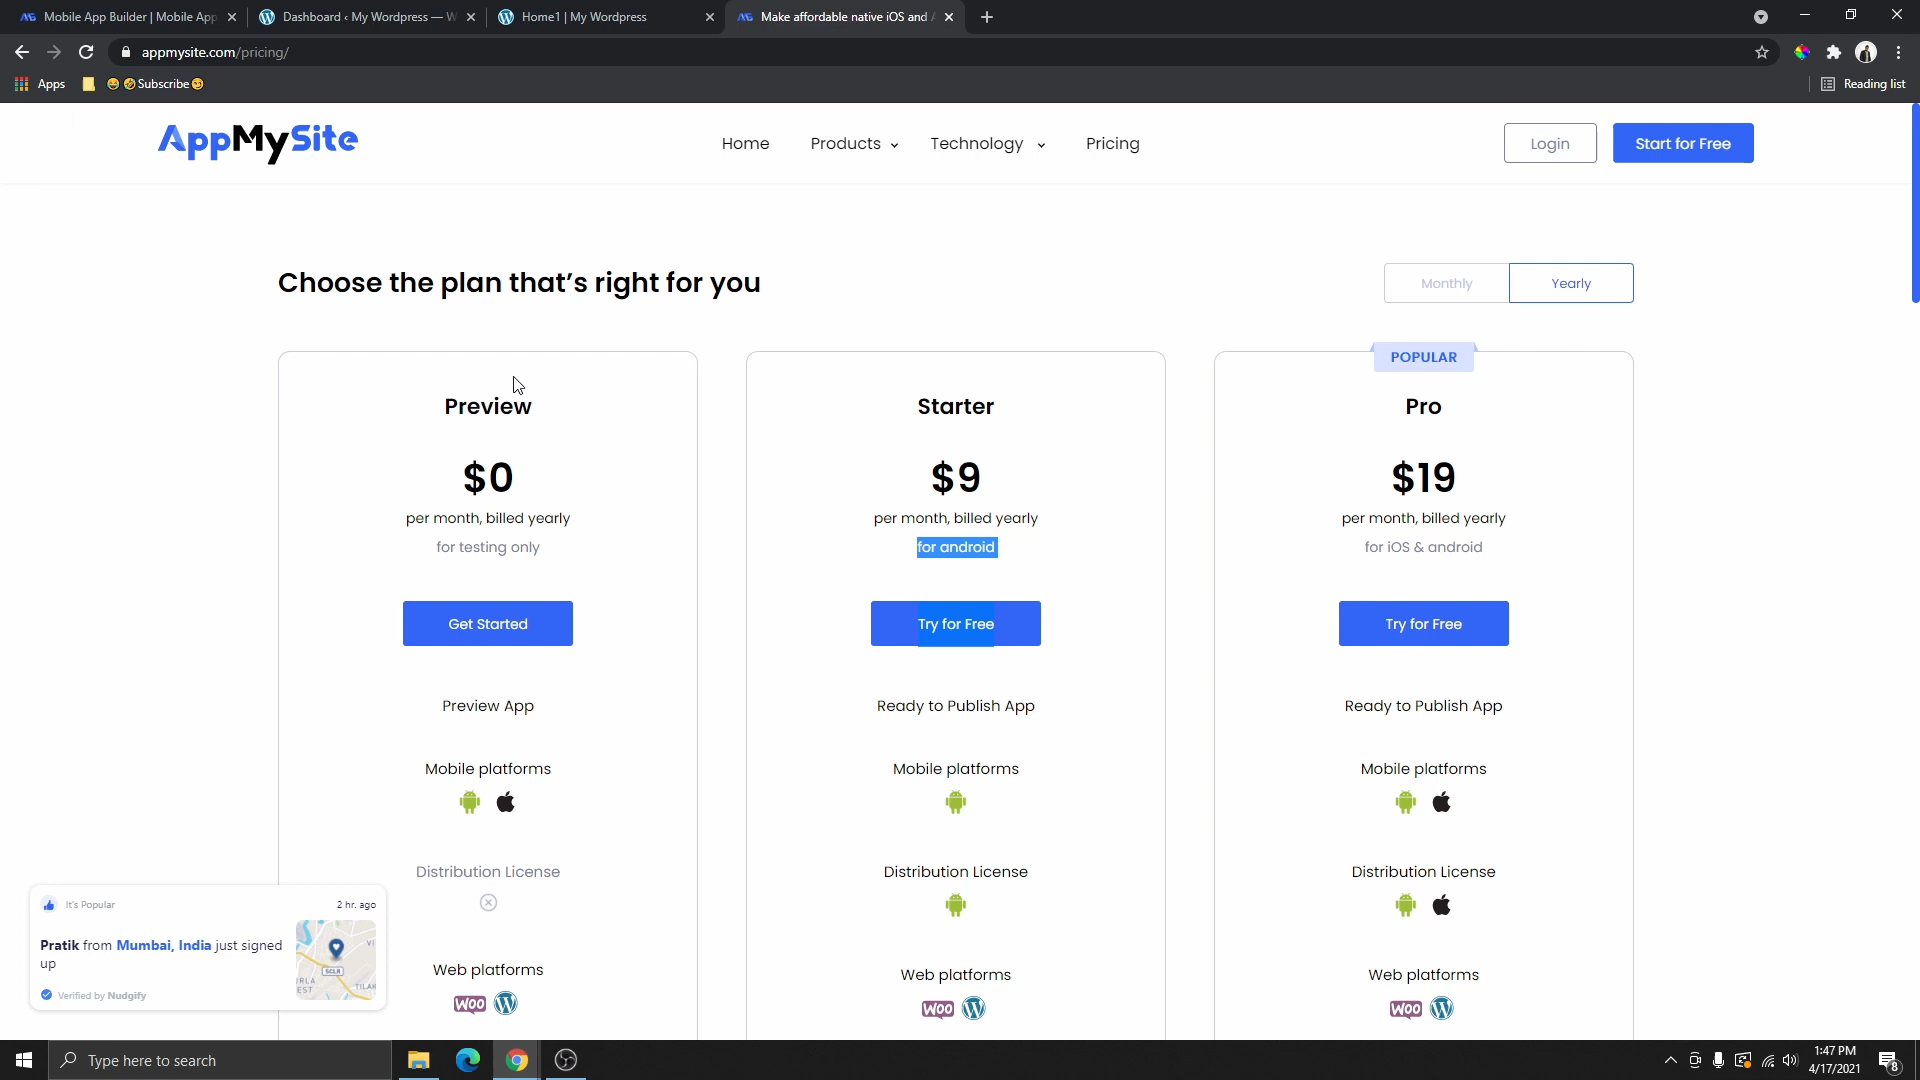 Mobile App Builder | Mobile App
Dashboard ‹ My Wordpress — W
Home1 | My Wordpress
Make affordable native iOS and A
appmysite.com/pricing/
Apps
😄 🤣Subscribe😏
Reading list
AppMySite
Home
Products
Technology
Pricing
Login
Start for Free
Choose the plan that's right for you
Monthly
Yearly
Preview
$0
per month, billed yearly
for testing only
Get Started
Preview App
Mobile platforms
Distribution License
Web platforms
WOO
Starter
$9
per month, billed yearly
for android
Try for Free
Ready to Publish App
Mobile platforms
Distribution License
Web platforms
WOO
POPULAR
Pro
$19
per month, billed yearly
for iOS & android
Try for Free
Ready to Publish App
Mobile platforms
Distribution License
Web platforms
WOO
It's Popular
2 hr. ago
Pratik from Mumbai, India just signed
up
Verified by Nudgify
SCLR
Type here to search
1:47 PM
4/17/2021
8